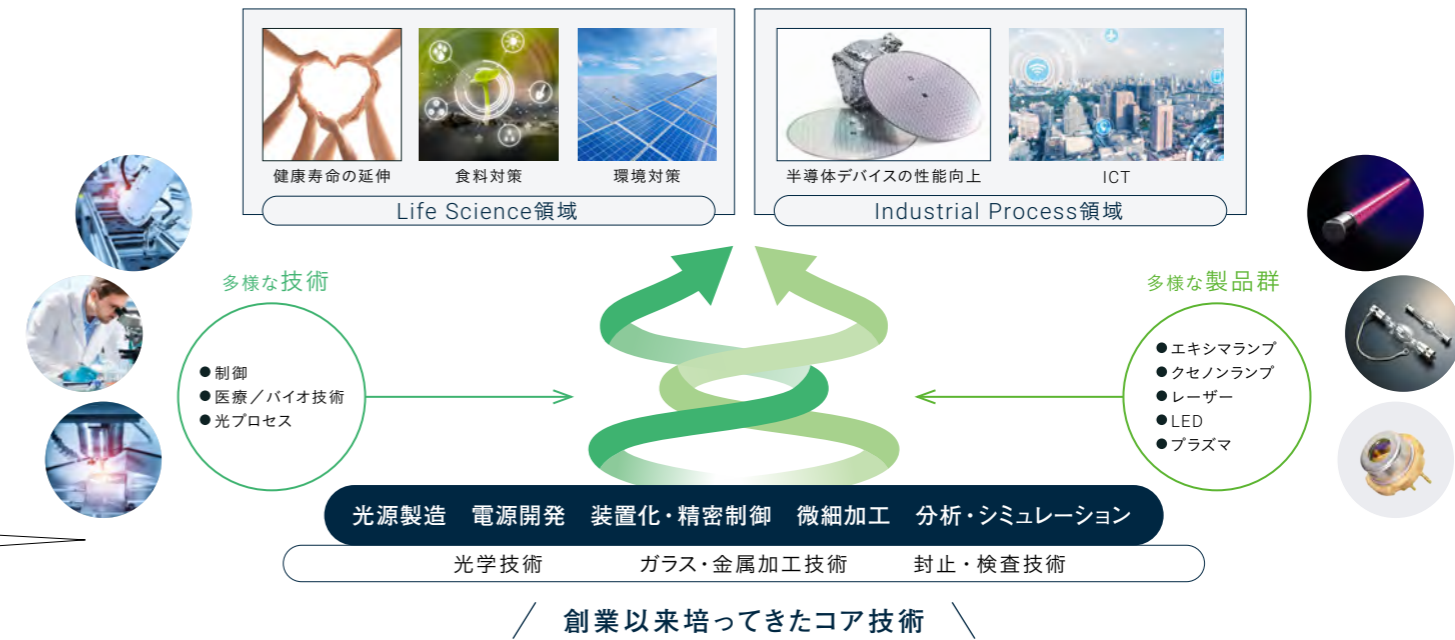 健康寿命の延伸
食料対策
環境対策
Life Science領域
半導体デバイスの性能向上
ICT
Industrial Process領域
多様な技術
●制御
●医療／バイオ技術
●光プロセス
多様な製品群
●エキシマランプ
●クセノンランプ
●レーザー
●LED
●プラズマ
光源製造 電源開発 装置化・精密制御 微細加工 分析・シミュレーション
光学技術 ガラス・金属加工技術 封止・検査技術
創業以来培ってきたコア技術